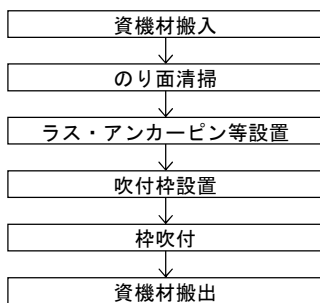 資機材搬入
のり面清掃
ラス・アンカーピン等設置
吹付枠設置
枠吹付
資機材搬出